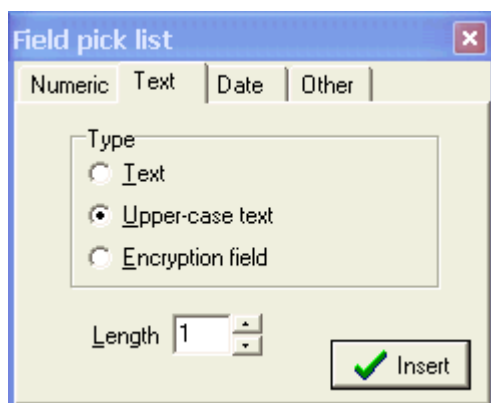 Field pick list
Numeric Text Date Other
Type
Text
Upper-case text
Encryption field
Length 1
Insert